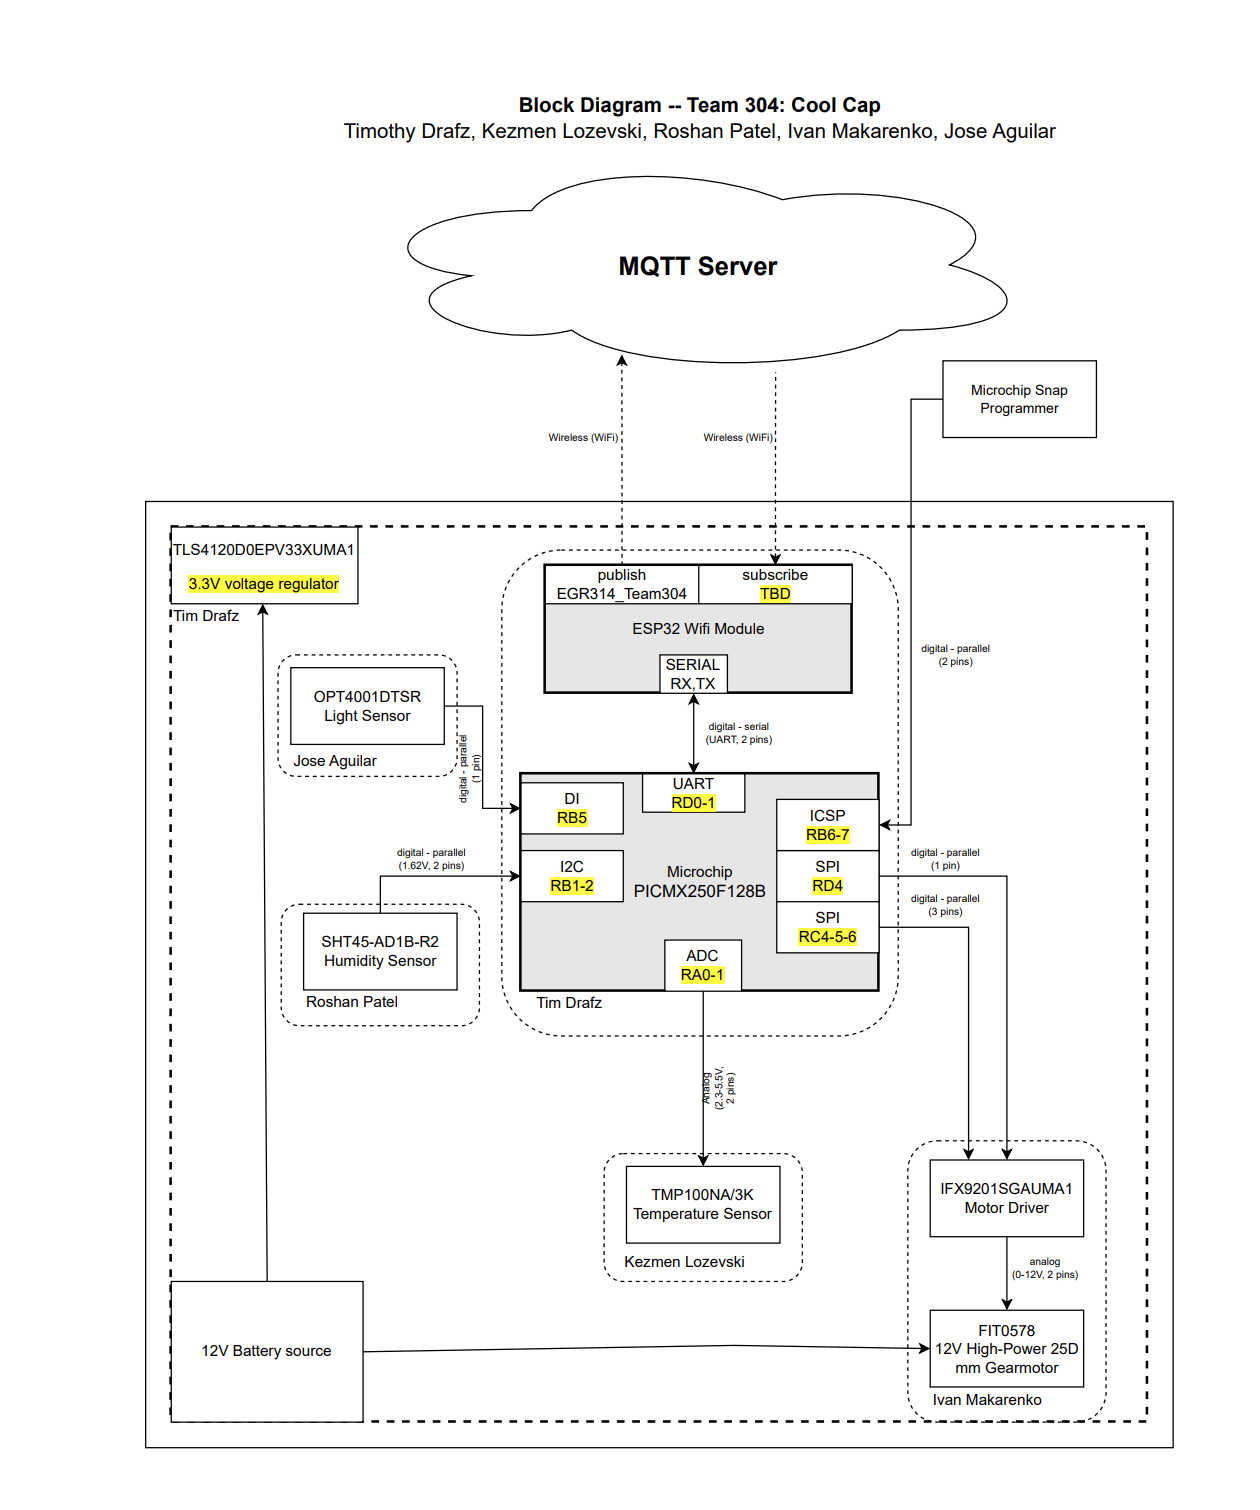 Block Diagram -- Team 304: Cool Cap
Timothy Drafz, Kezmen Lozevski, Roshan Patel, Ivan Makarenko, Jose Aguilar
MQTT Server
Microchip Snap
Programmer
Wireless (WiFi)
Wireless (WiFi)
TLS4120D0EPV33XUMA1
3.3V voltage regulator
Tim Drafz
publish
EGR314_Team304
subscribe
TBD
ESP32 Wifi Module
SERIAL
RX,TX
digital - parallel
(2 pins)
OPT4001DTSR
Light Sensor
Jose Aguilar
digital - parallel
(1 pin)
digital - serial
(UART, 2 pins)
UART
RD0-1
DI
RB5
ICSP
RB6-7
I2C
RB1-2
Microchip
PICMX250F128B
SPI
RD4
SPI
RC4-5-6
ADC
RA0-1
Tim Drafz
digital - parallel
(1.62V, 2 pins)
digital - parallel
(1 pin)
digital - parallel
(3 pins)
SHT45-AD1B-R2
Humidity Sensor
Roshan Patel
Analog
(2.3-5.5V,
2 pins)
TMP100NA/3K
Temperature Sensor
Kezmen Lozevski
IFX9201SGAUMA1
Motor Driver
analog
(0-12V, 2 pins)
FIT0578
12V High-Power 25D
mm Gearmotor
Ivan Makarenko
12V Battery source